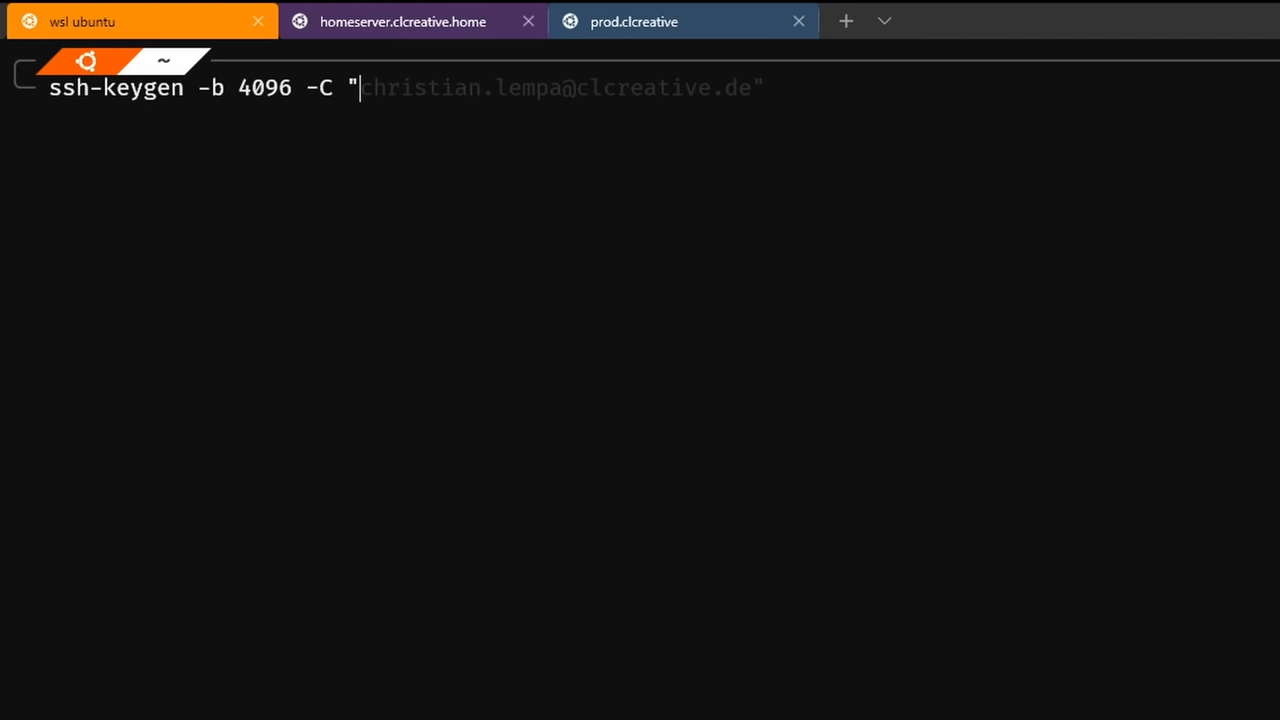 wsl ubuntu
homeserver.clcreative.home
prod.clcreative
~
ssh-keygen -b 4096 -C "christian.lempa@clcreative.de"